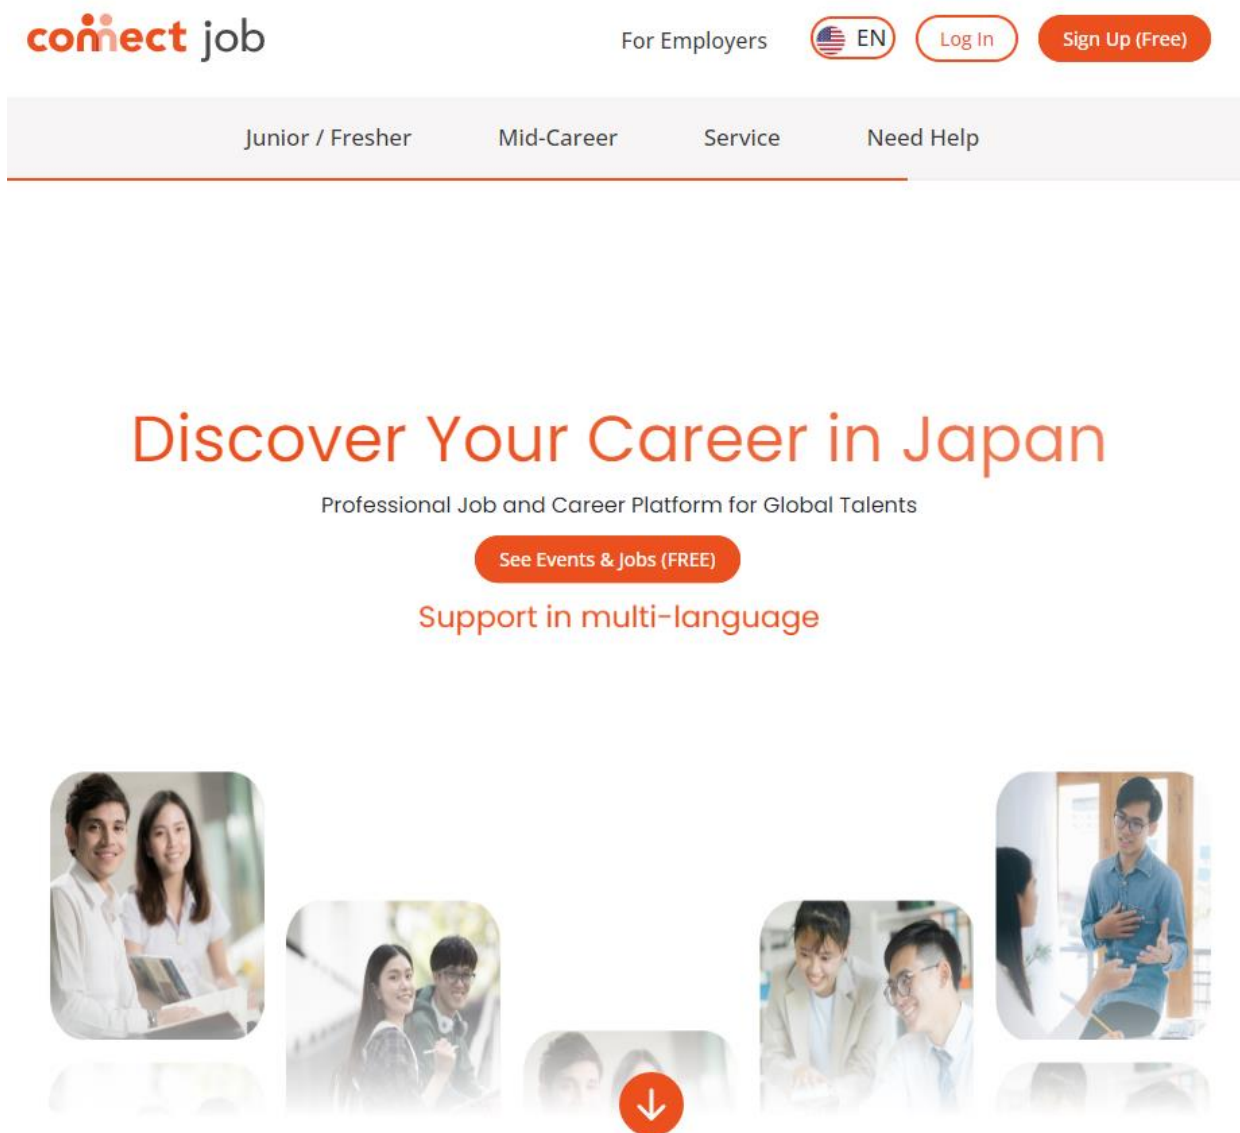 connect job
For Employers
EN
Log In
Sign Up (Free)
Junior / Fresher
Mid-Career
Service
Need Help
Discover Your Career in Japan
Professional Job and Career Platform for Global Talents
See Events & Jobs (FREE)
Support in multi-language